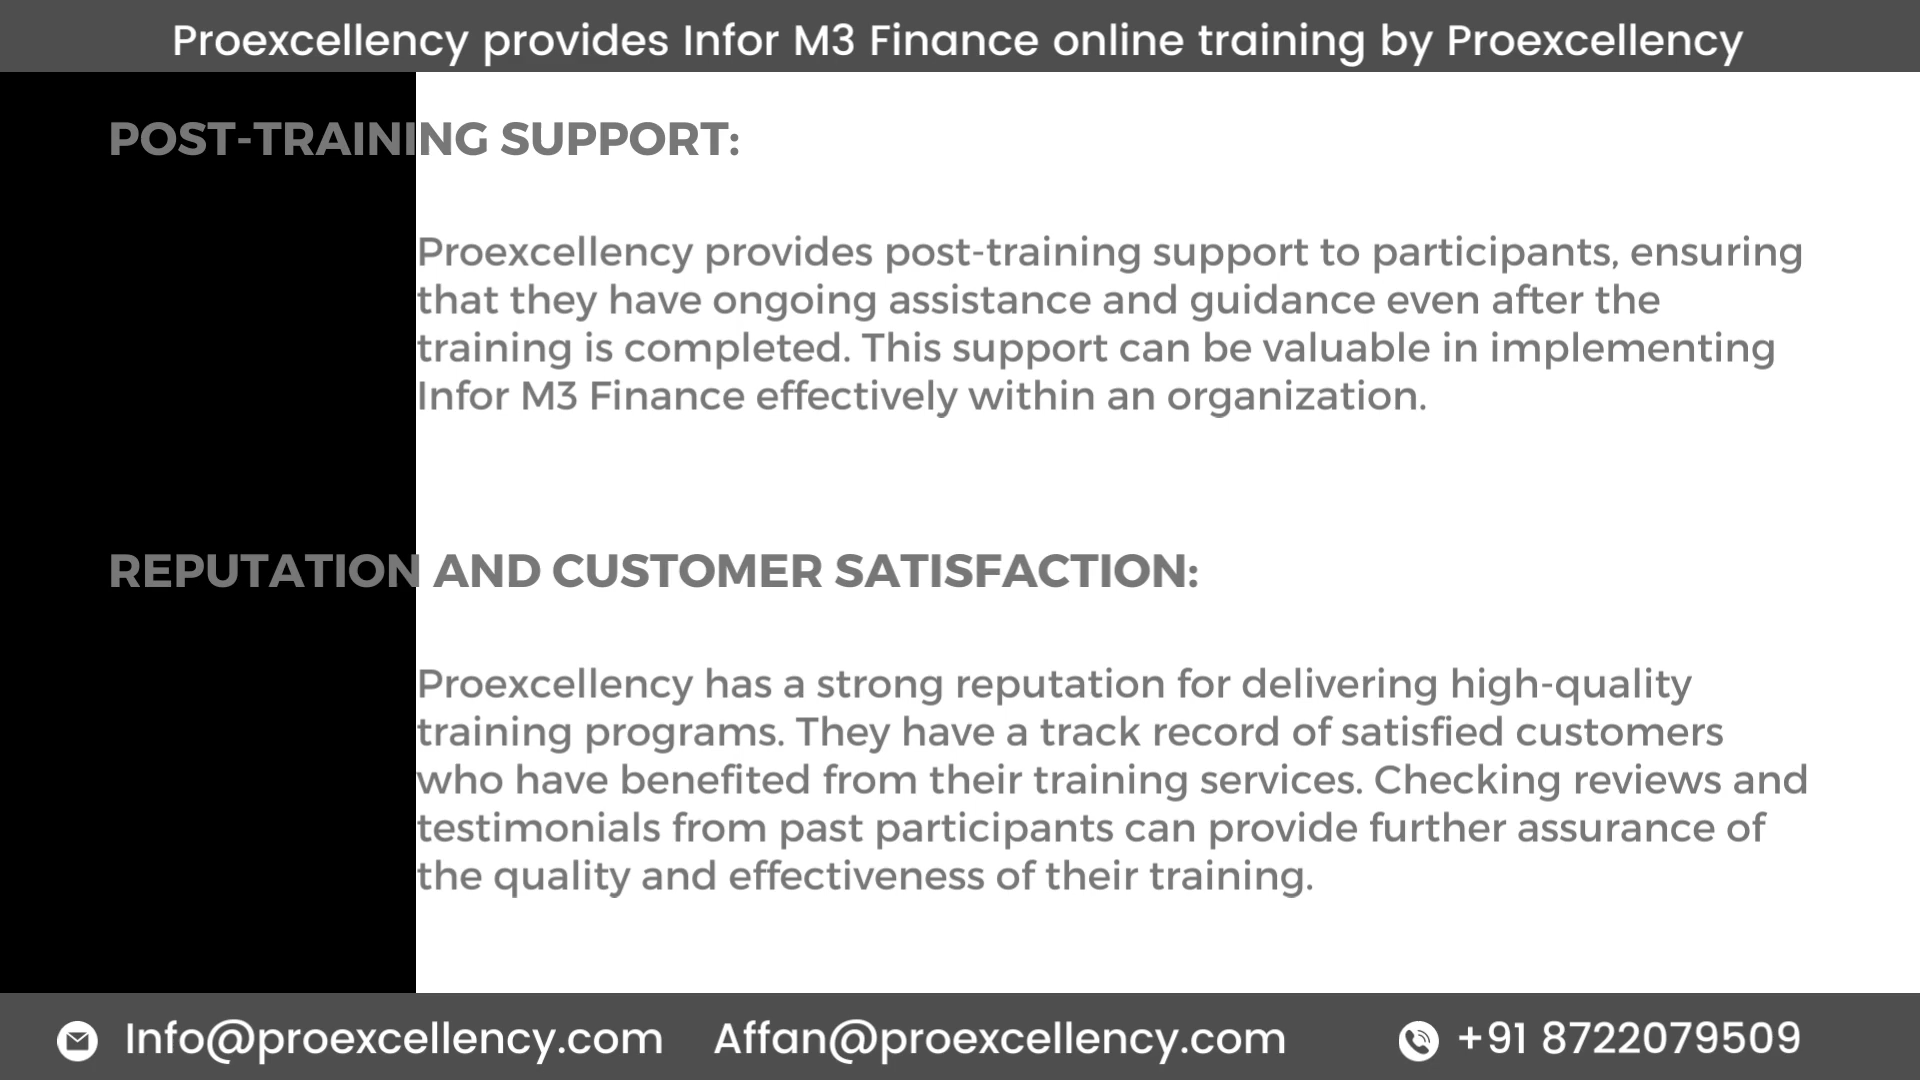 Proexcellency provides Infor M3 Finance online training by Proexcellency
POST-TRAINING SUPPORT:
Proexcellency provides post-training support to participants, ensuring
that they have ongoing assistance and guidance even after the
training is completed. This support can be valuable in implementing
Infor M3 Finance effectively within an organization.
REPUTATION AND CUSTOMER SATISFACTION:
Proexcellency has a strong reputation for delivering high-quality
training programs. They have a track record of satisfied customers
who have benefited from their training services. Checking reviews and
testimonials from past participants can provide further assurance of
the quality and effectiveness of their training.
Info@proexcellency.com Affan@proexcellency.com +91 8722079509